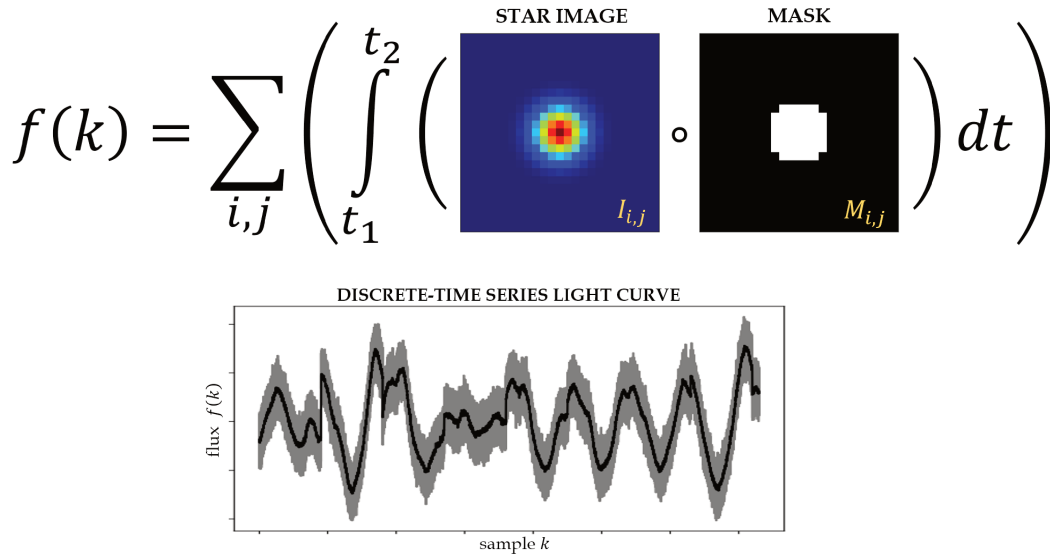 STAR IMAGE
MASK
f(k) = ∑ i,j ( ∫ t₁ t₂ ( I_{i,j} ∘ M_{i,j} ) dt )
DISCRETE-TIME SERIES LIGHT CURVE
flux f(k)
sample k